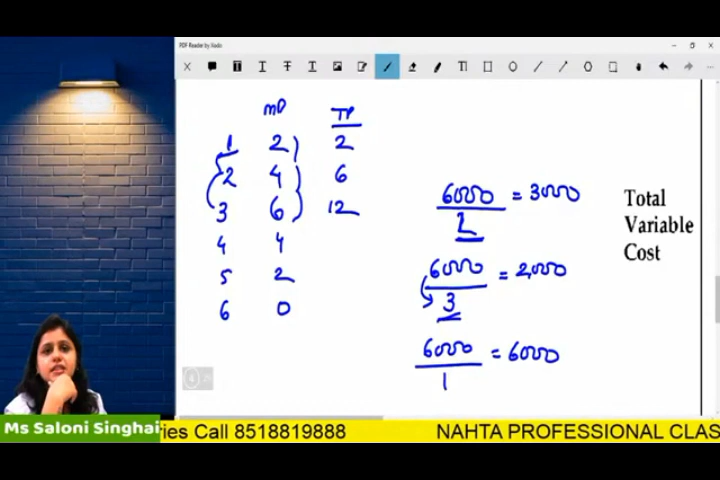 PDF Reader by Xodo
MP TP
1 2 2
2 4 6
3 6 12
4 4
5 2
6 0
6000 = 3000
2
6000 = 2000
3
6000 = 6000
1
Total
Variable
Cost
4
Ms Saloni Singhai
ries Call 8518819888 NAHTA PROFESSIONAL CLAS